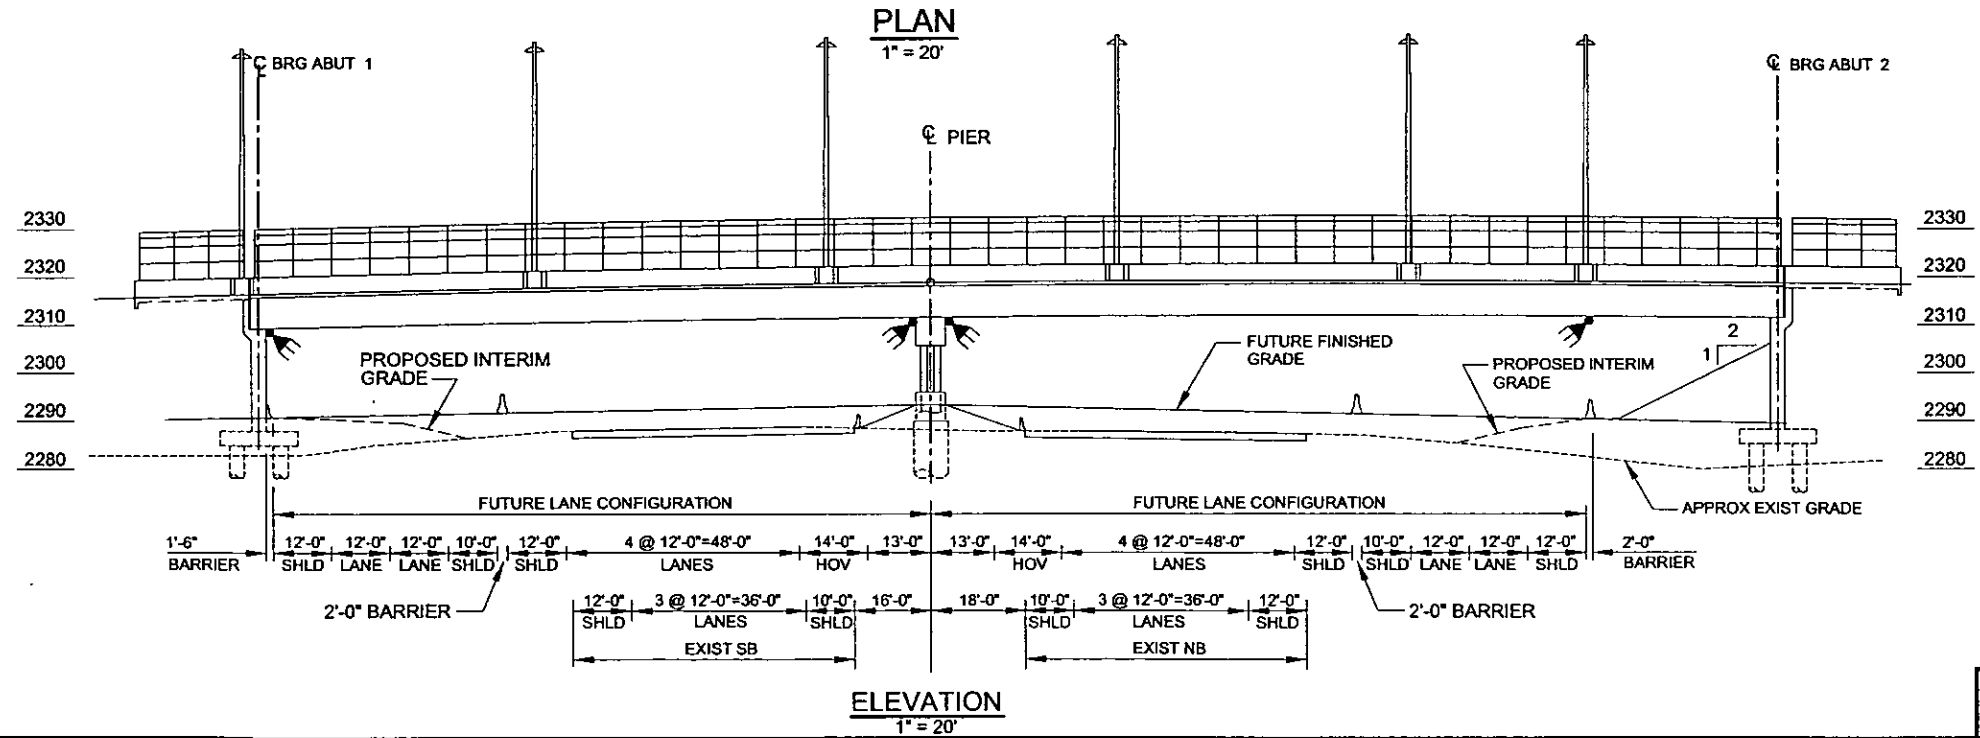 PLAN
1" = 20'
℄ BRG ABUT 1
℄ BRG ABUT 2
℄ PIER
2330
2330
2320
2320
2310
2310
2300
2300
2290
2290
2280
2280
PROPOSED INTERIM
GRADE
FUTURE FINISHED
GRADE
PROPOSED INTERIM
GRADE
2
1
APPROX EXIST GRADE
FUTURE LANE CONFIGURATION
FUTURE LANE CONFIGURATION
1'-6" 12'-0" 12'-0" 12'-0" 10'-0" 12'-0" 4 @ 12'-0"=48'-0" 14'-0" 13'-0" 13'-0" 14'-0" 4 @ 12'-0"=48'-0" 12'-0" 10'-0" 12'-0" 12'-0" 12'-0" 2'-0"
BARRIER SHLD LANE LANE SHLD SHLD LANES HOV HOV LANES SHLD SHLD LANE LANE SHLD BARRIER
2'-0" BARRIER
2'-0" BARRIER
12'-0" 3 @ 12'-0"=36'-0" 10'-0" 16'-0" 18'-0" 10'-0" 3 @ 12'-0"=36'-0" 12'-0"
SHLD LANES SHLD SHLD LANES SHLD
EXIST SB
EXIST NB
ELEVATION
1" = 20'